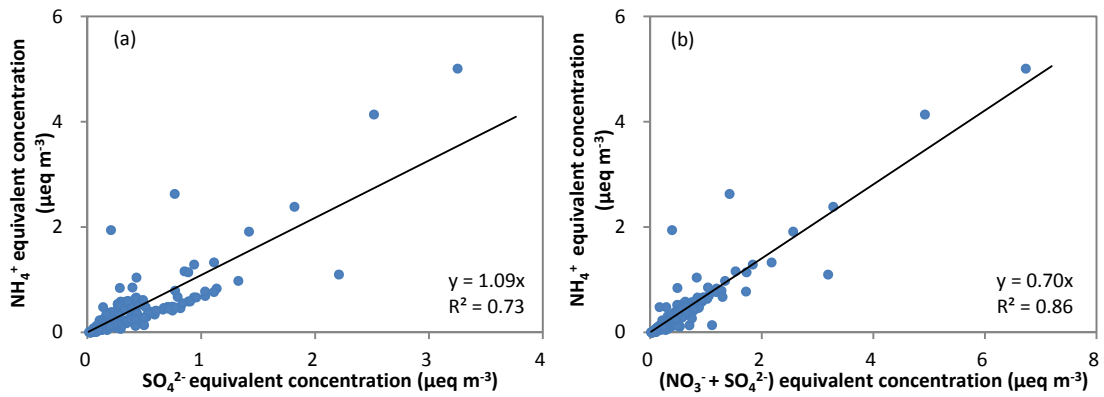 (a)
NH₄⁺ equivalent concentration
(µeq m⁻³)
6
4
2
0
0
1
2
3
4
y = 1.09x
R² = 0.73
SO₄²⁻ equivalent concentration (µeq m⁻³)
(b)
NH₄⁺ equivalent concentration
(µeq m⁻³)
6
4
2
0
0
2
4
6
8
y = 0.70x
R² = 0.86
(NO₃⁻ + SO₄²⁻) equivalent concentration (µeq m⁻³)